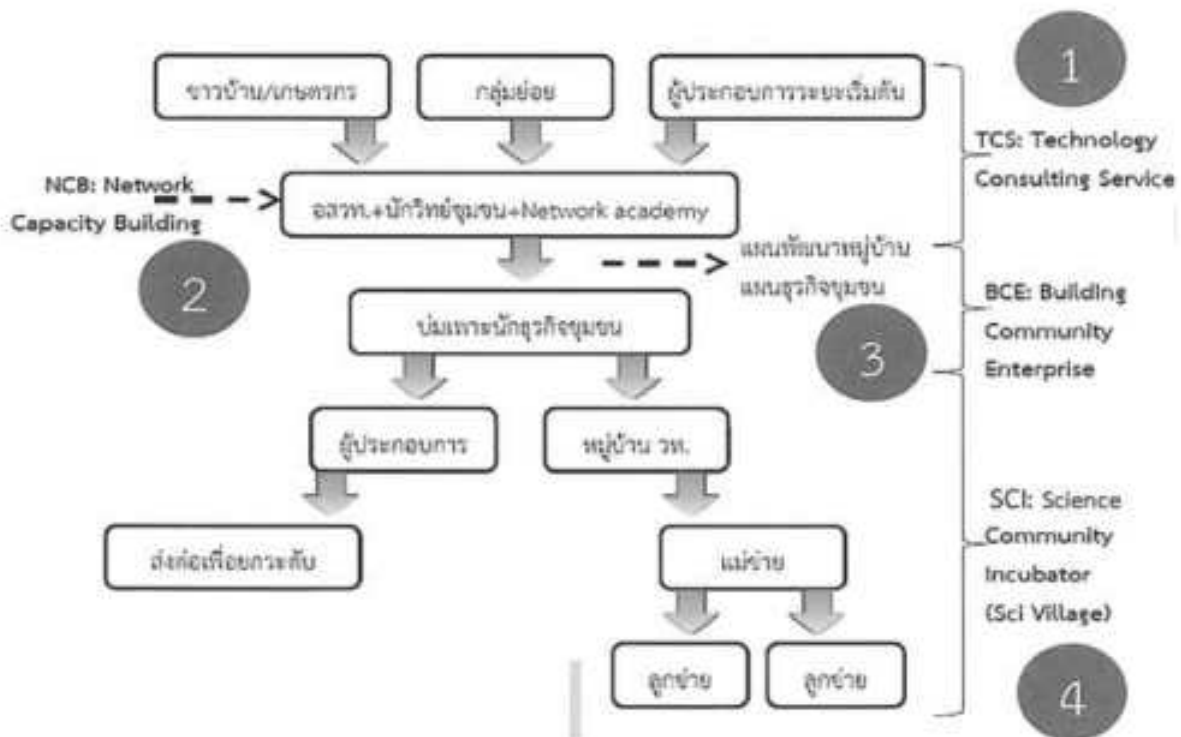 1
ชาวบ้าน/เกษตรกร
กลุ่มย่อย
ผู้ประกอบการระยะเริ่มต้น
TCS: Technology
Consulting Service
NCB: Network
Capacity Building
2
อสวท.+นักวิทย์ชุมชน+Network academy
แผนพัฒนาหมู่บ้าน
แผนธุรกิจชุมชน
บ่มเพาะนักธุรกิจชุมชน
3
BCE: Building
Community
Enterprise
ผู้ประกอบการ
หมู่บ้าน วท.
ส่งต่อเพื่อยกระดับ
แม่ข่าย
SCI: Science
Community
Incubator
(Sci Village)
ลูกข่าย
ลูกข่าย
4